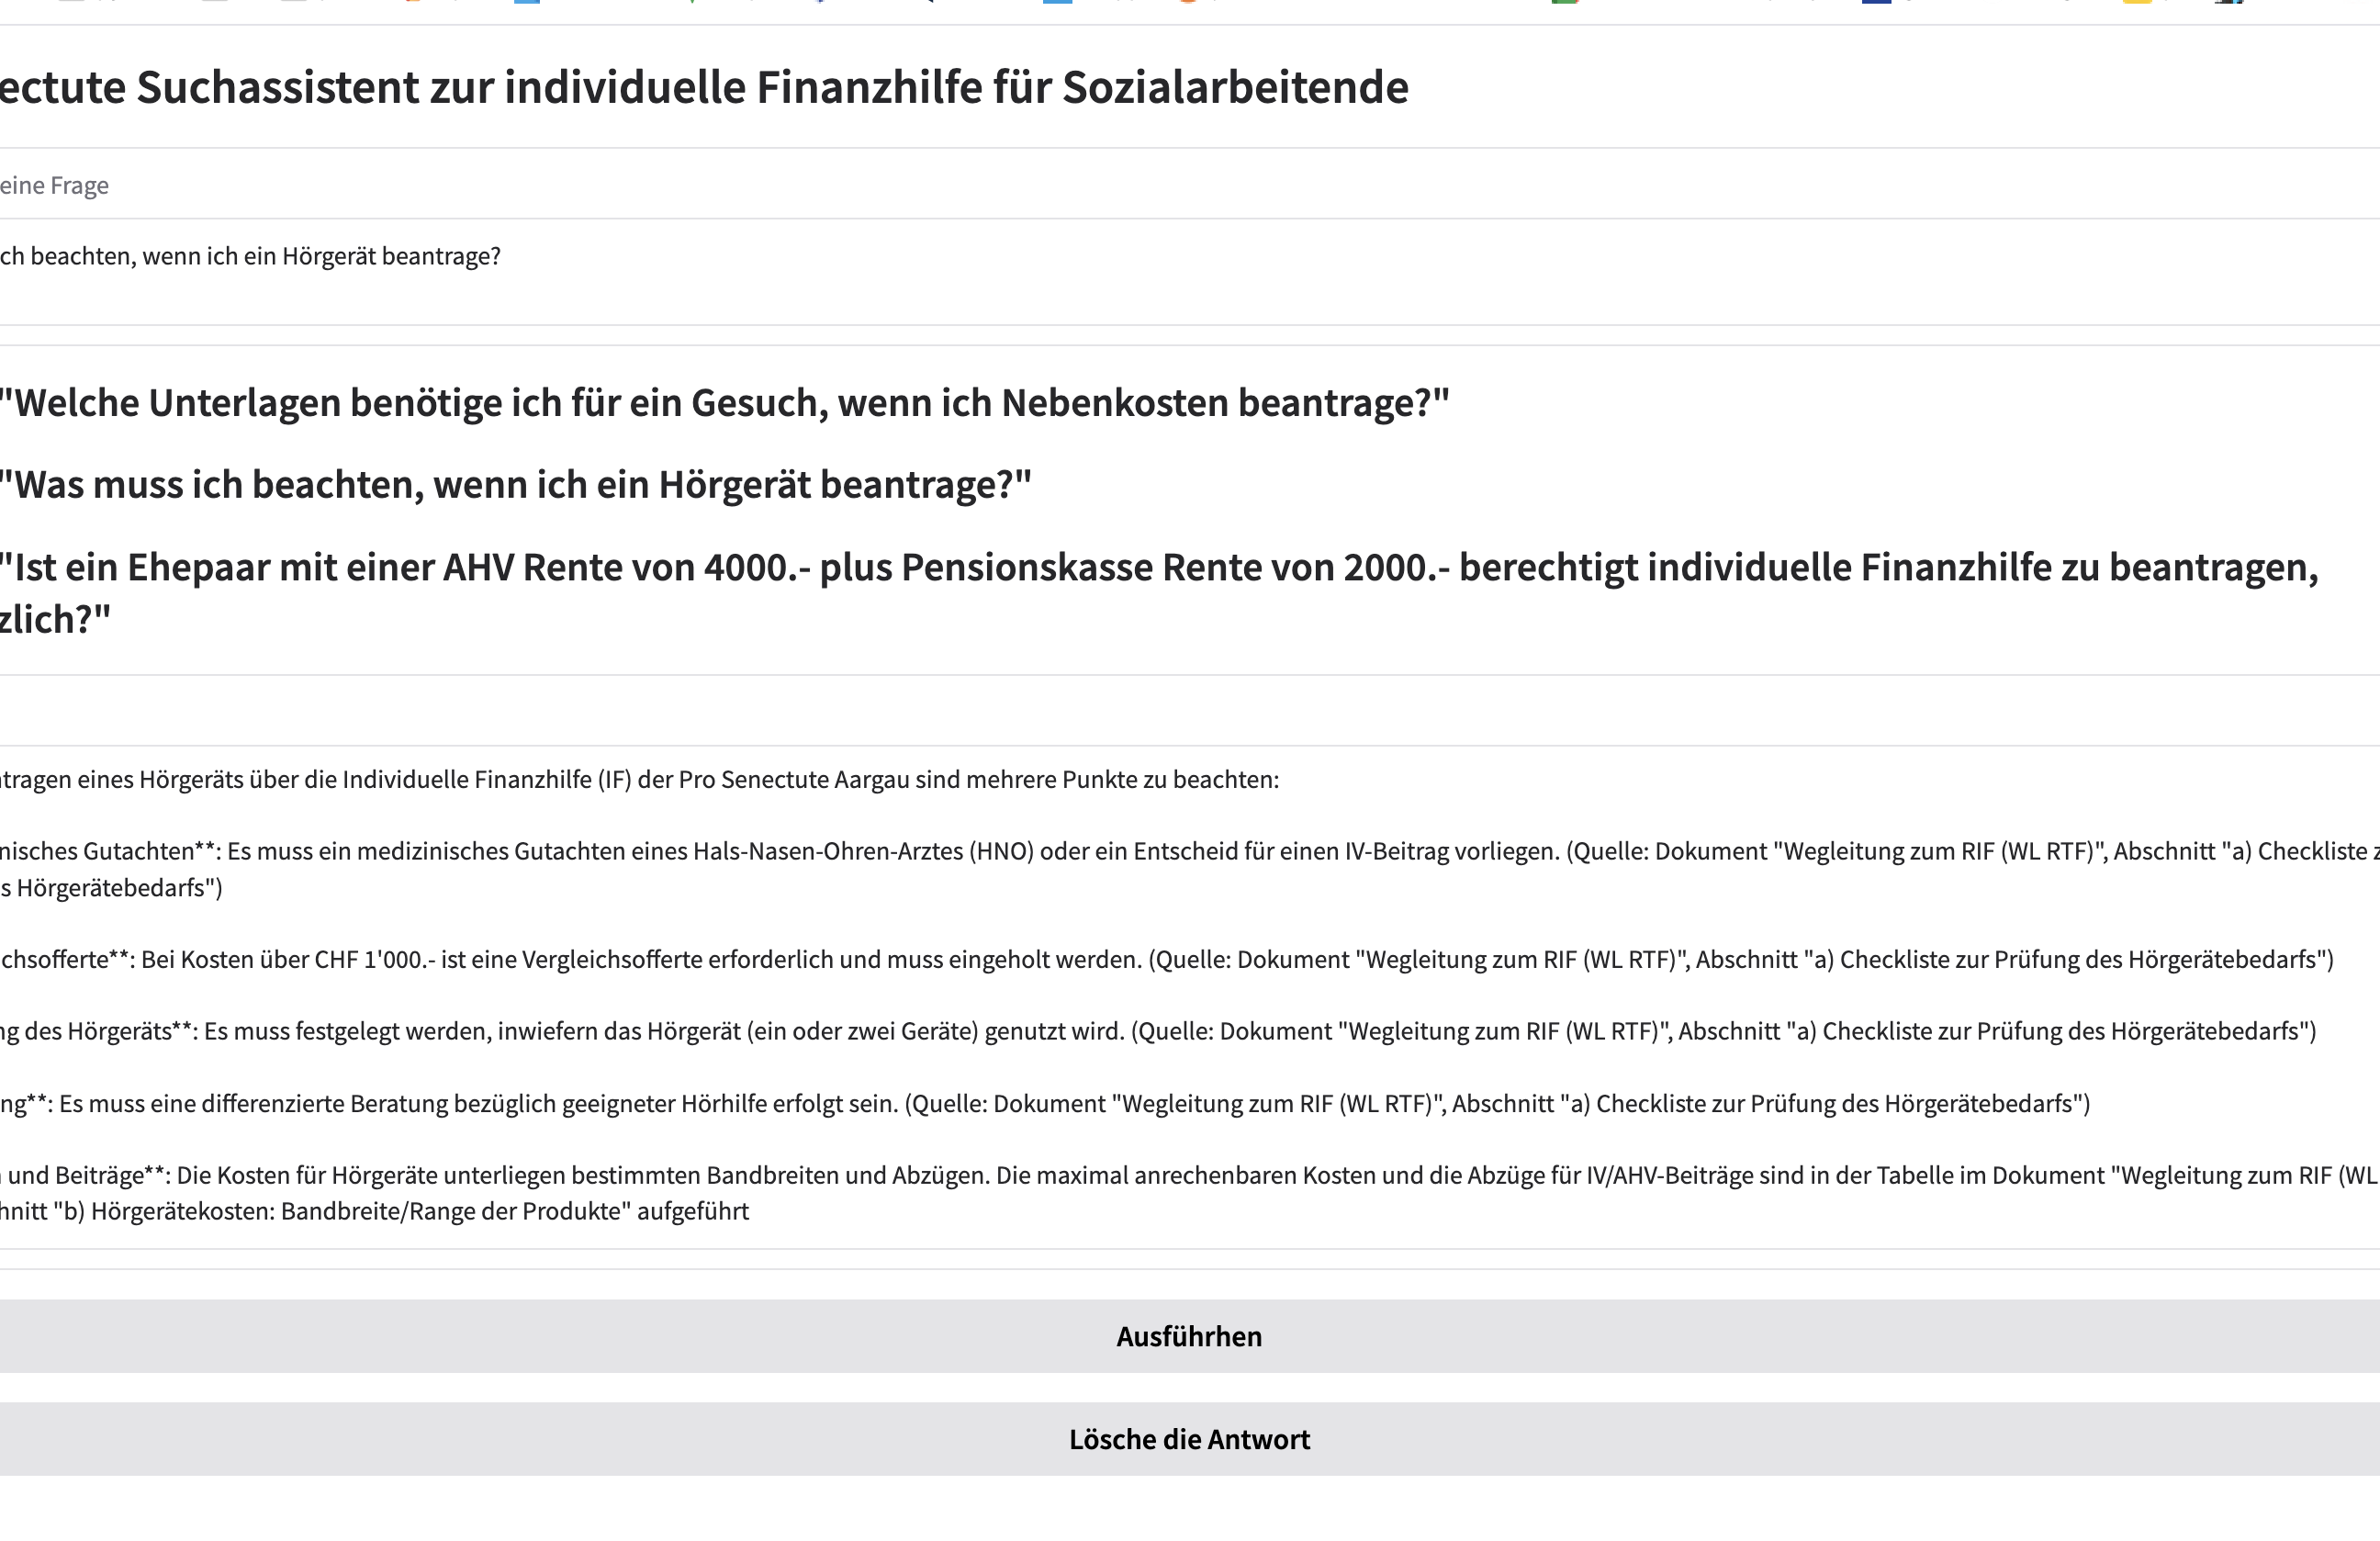 ectute Suchassistent zur individuelle Finanzhilfe für Sozialarbeitende
eine Frage
ch beachten, wenn ich ein Hörgerät beantrage?
"Welche Unterlagen benötige ich für ein Gesuch, wenn ich Nebenkosten beantrage?"
"Was muss ich beachten, wenn ich ein Hörgerät beantrage?"
"Ist ein Ehepaar mit einer AHV Rente von 4000.- plus Pensionskasse Rente von 2000.- berechtigt individuelle Finanzhilfe zu beantragen,
zlich?"
ntragen eines Hörgeräts über die Individuelle Finanzhilfe (IF) der Pro Senectute Aargau sind mehrere Punkte zu beachten:
nisches Gutachten**: Es muss ein medizinisches Gutachten eines Hals-Nasen-Ohren-Arztes (HNO) oder ein Entscheid für einen IV-Beitrag vorliegen. (Quelle: Dokument "Wegleitung zum RIF (WL RTF)", Abschnitt "a) Checkliste z
s Hörgerätebedarfs")
chsofferte**: Bei Kosten über CHF 1'000.- ist eine Vergleichsofferte erforderlich und muss eingeholt werden. (Quelle: Dokument "Wegleitung zum RIF (WL RTF)", Abschnitt "a) Checkliste zur Prüfung des Hörgerätebedarfs")
ng des Hörgeräts**: Es muss festgelegt werden, inwiefern das Hörgerät (ein oder zwei Geräte) genutzt wird. (Quelle: Dokument "Wegleitung zum RIF (WL RTF)", Abschnitt "a) Checkliste zur Prüfung des Hörgerätebedarfs")
ng**: Es muss eine differenzierte Beratung bezüglich geeigneter Hörhilfe erfolgt sein. (Quelle: Dokument "Wegleitung zum RIF (WL RTF)", Abschnitt "a) Checkliste zur Prüfung des Hörgerätebedarfs")
und Beiträge**: Die Kosten für Hörgeräte unterliegen bestimmten Bandbreiten und Abzügen. Die maximal anrechenbaren Kosten und die Abzüge für IV/AHV-Beiträge sind in der Tabelle im Dokument "Wegleitung zum RIF (WL
hnitt "b) Hörgerätekosten: Bandbreite/Range der Produkte" aufgeführt
Ausführhen
Lösche die Antwort